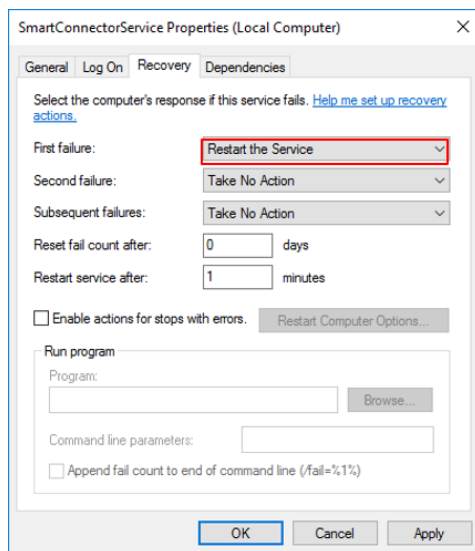 SmartConnectorService Properties (Local Computer)
General Log On Recovery Dependencies
Select the computer's response if this service fails. Help me set up recovery
actions.
First failure: Restart the Service
Second failure: Take No Action
Subsequent failures: Take No Action
Reset fail count after: 0 days
Restart service after: 1 minutes
Enable actions for stops with errors. Restart Computer Options...
Run program
Program:
Browse...
Command line parameters:
Append fail count to end of command line (/fail=%1%)
OK Cancel Apply